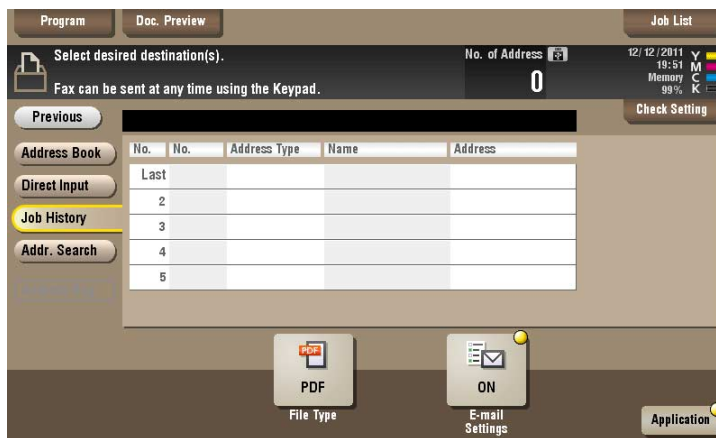 Program
Doc. Preview
Job List
Select desired destination(s).
Fax can be sent at any time using the Keypad.
No. of Address
0
12/12/2011
19:51
Memory
99%
Y
M
C
K
Check Setting
Previous
Address Book
Direct Input
Job History
Addr. Search
No. No. Address Type Name Address
Last
2
3
4
5
PDF
PDF
File Type
ON
E-mail
Settings
Application